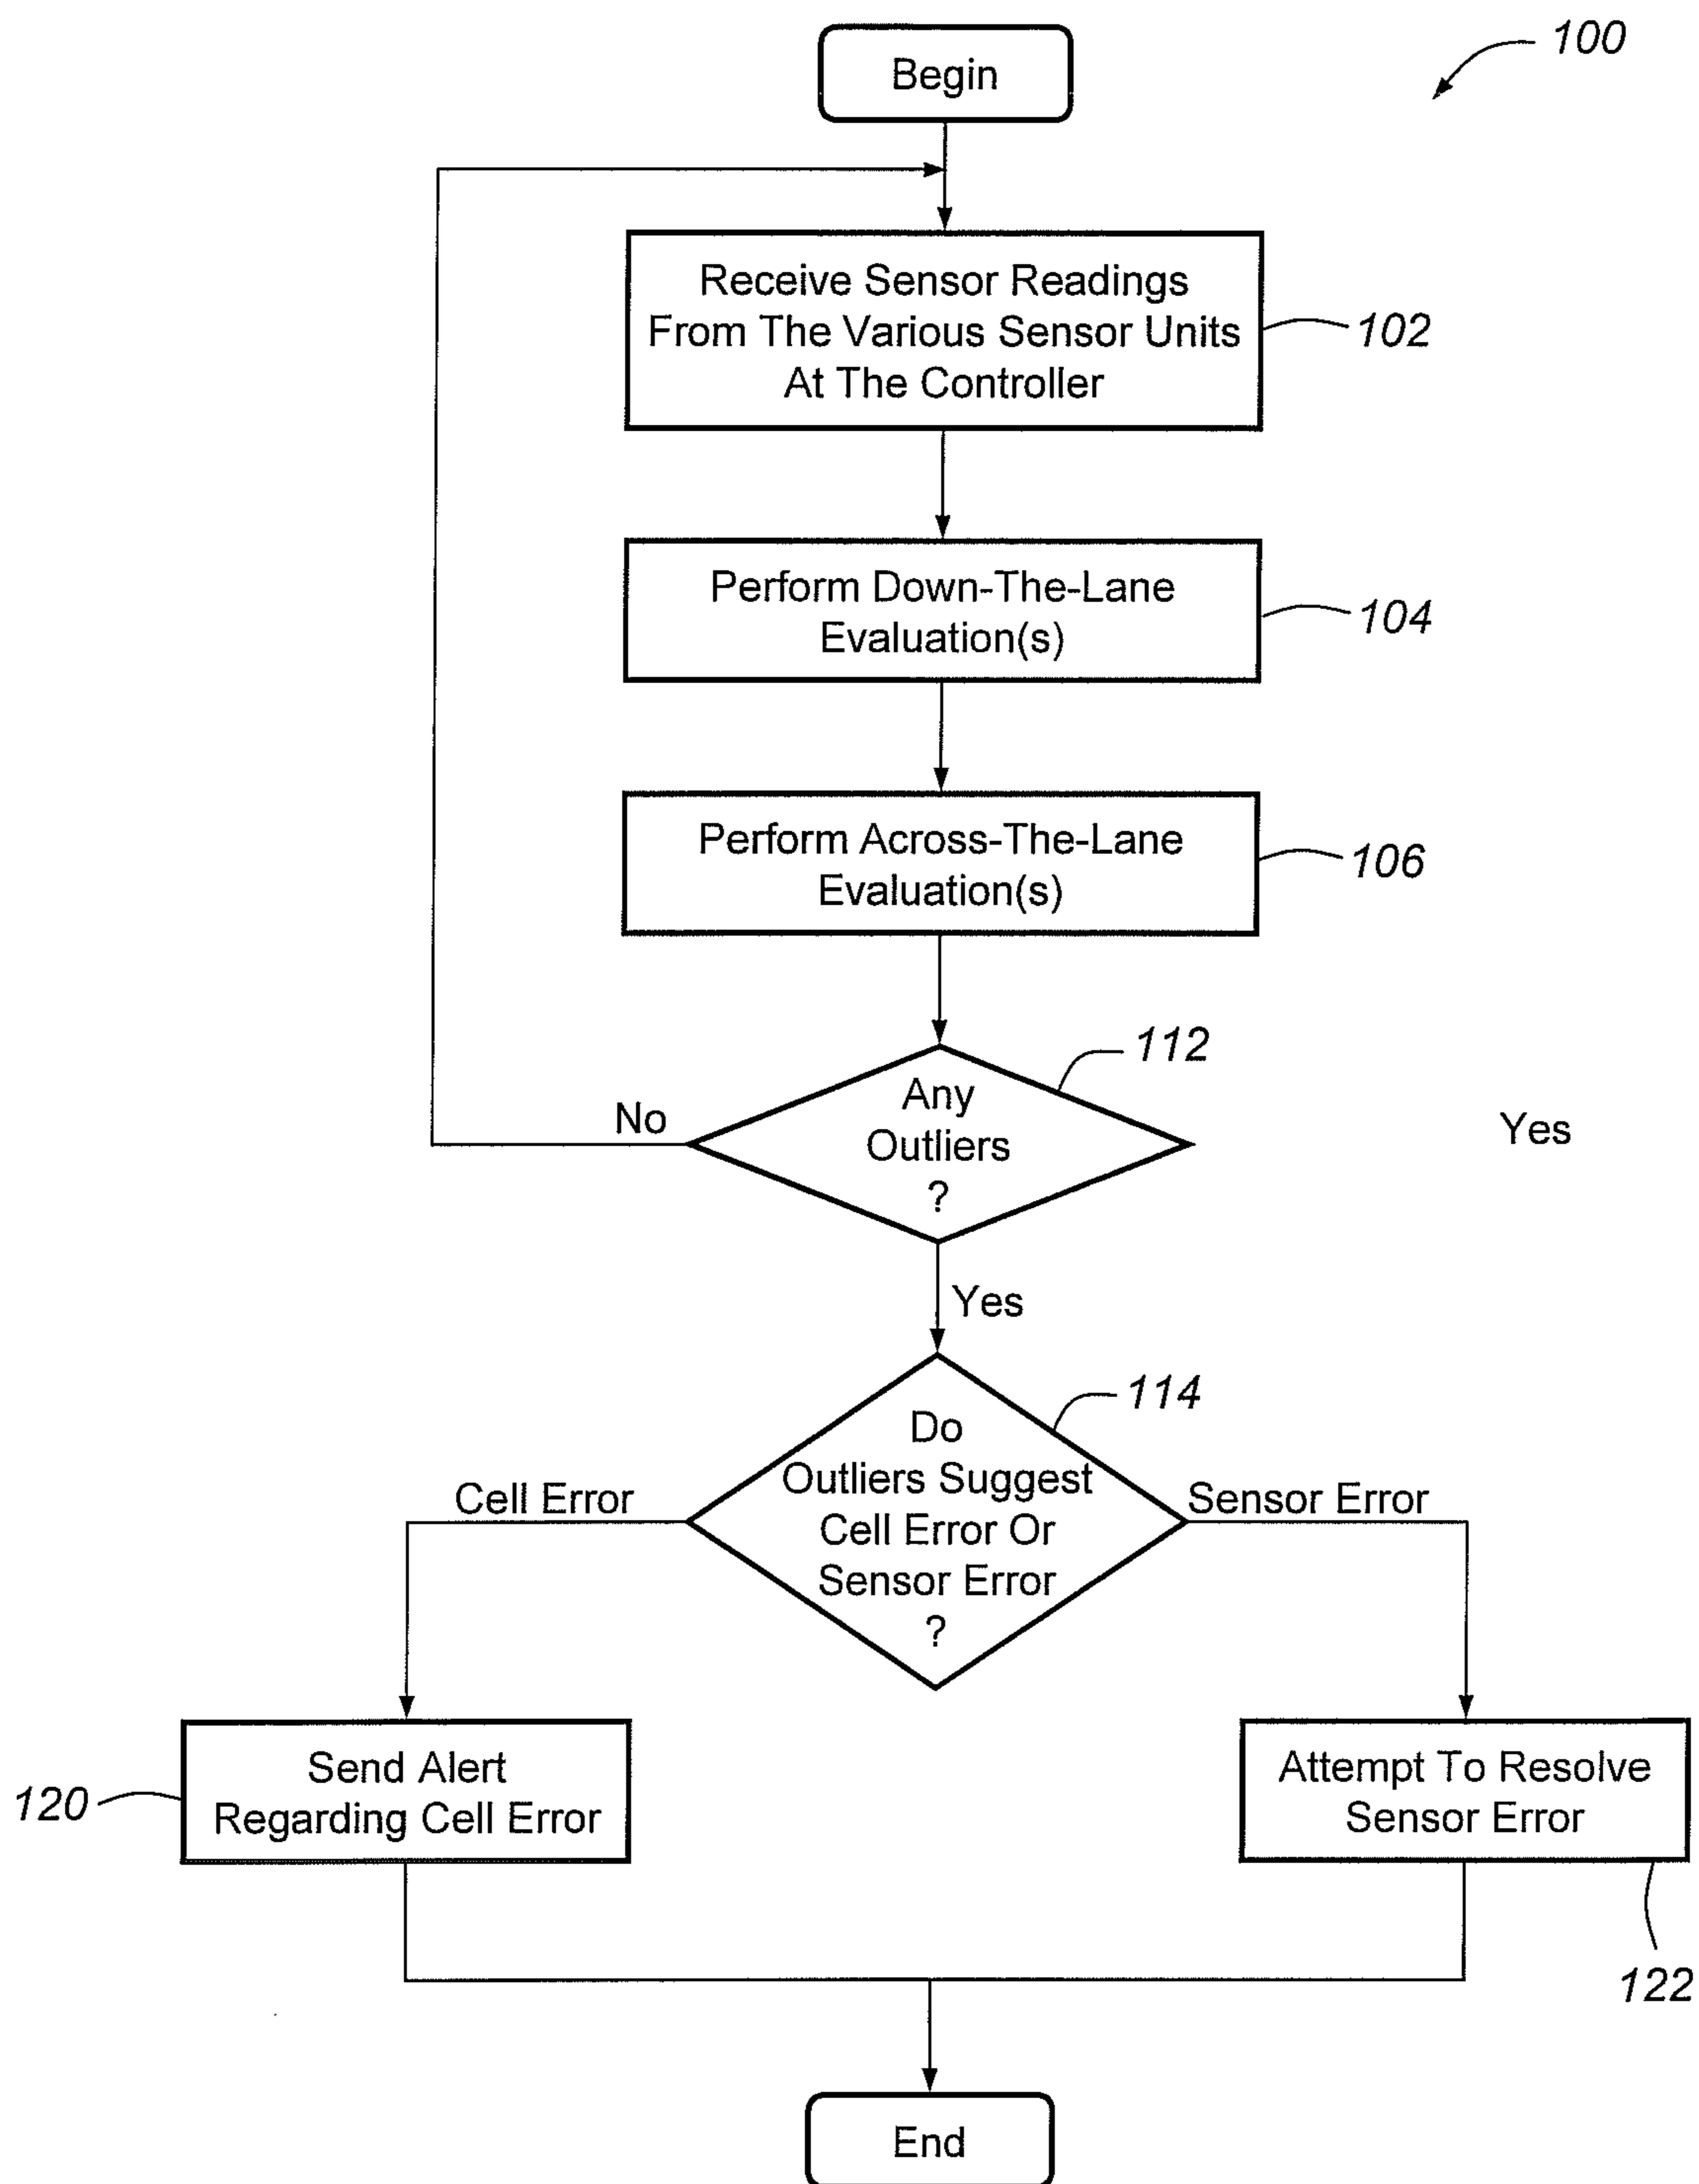 100
Begin
Receive Sensor Readings
From The Various Sensor Units
At The Controller
102
Perform Down-The-Lane
Evaluation(s)
104
Perform Across-The-Lane
Evaluation(s)
106
112
Any
Outliers
?
No
Yes
Yes
114
Do
Outliers Suggest
Cell Error Or
Sensor Error
?
Cell Error
Sensor Error
120
Send Alert
Regarding Cell Error
Attempt To Resolve
Sensor Error
122
End